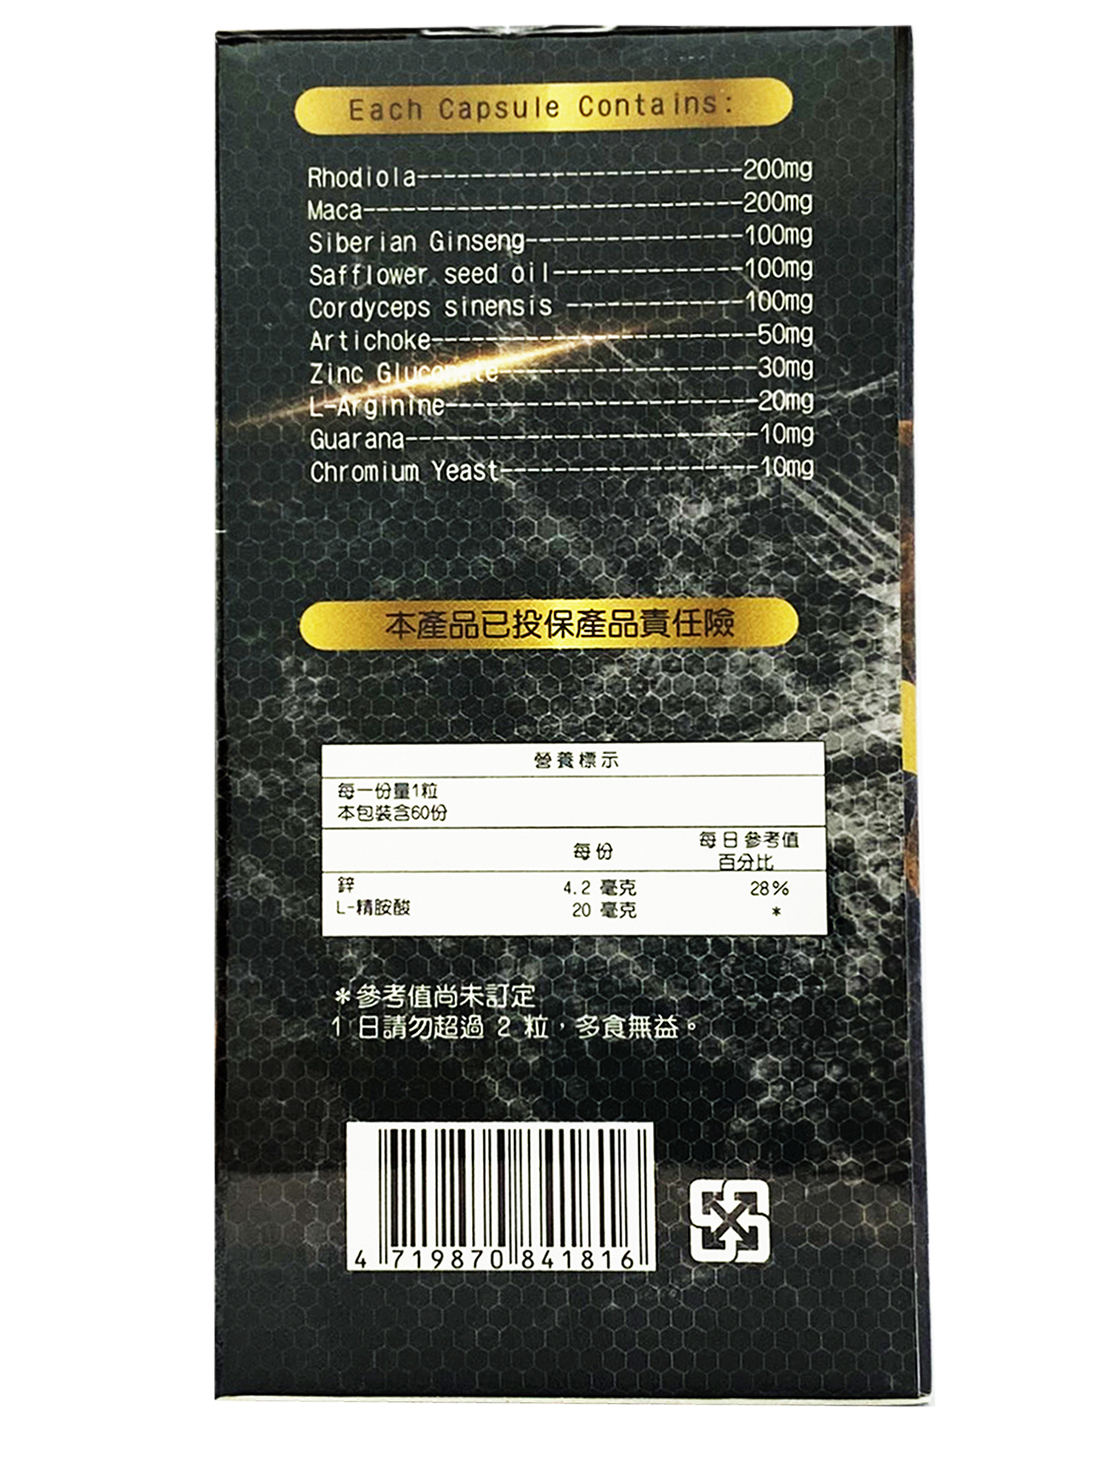 Each Capsule Contains:
Rhodiola-----------------------200mg
Maca---------------------------200mg
Siberian Ginseng---------------100mg
Safflower seed oil-------------100mg
Cordyceps sinensis ------------100mg
Artichoke-----------------------50mg
Zinc Gluconate------------------30mg
L-Arginine----------------------20mg
Guarana-------------------------10mg
Chromium Yeast------------------10mg
本產品已投保產品責任險
營養標示
每一份量1粒
本包裝含60份
每份 每日參考值
百分比
鋅 4.2 毫克 28%
L-精胺酸 20 毫克 *
*參考值尚未訂定
1 日請勿超過 2 粒，多食無益。
4 719870 841816